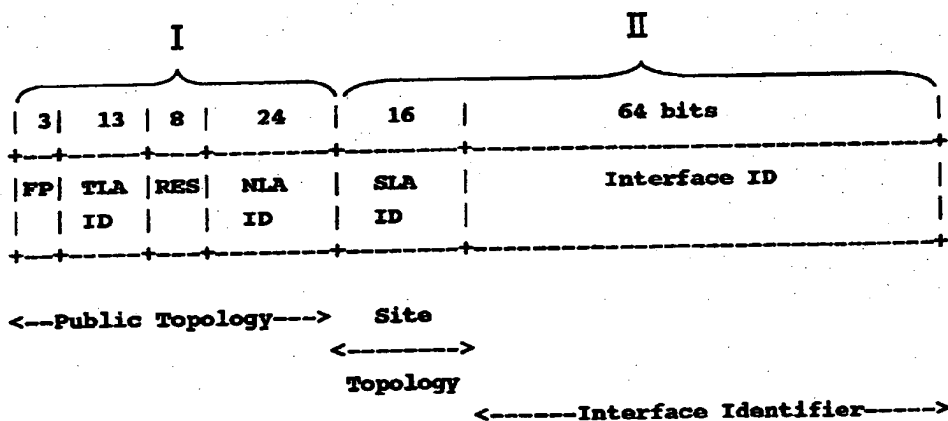 I II
| 3| 13 | 8 | 24 | 16 | 64 bits |
+--+-----+---+--------+--------+--------------------------------+
|FP| TLA |RES| NLA | SLA | Interface ID |
| | ID | | ID | ID | |
+--+-----+---+--------+--------+--------------------------------+
<--Public Topology---> Site
<-------->
Topology
<------Interface Identifier----->